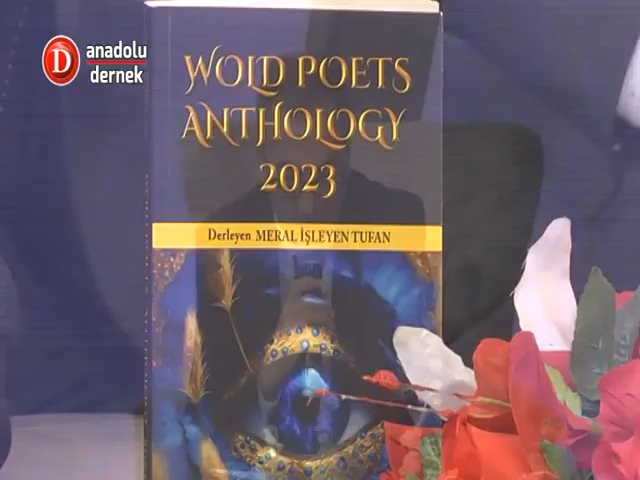 D
anadolu
dernek
WOLD POETS
ANTHOLOGY
2023
Derleyen MERAL İŞLEYEN TUFAN